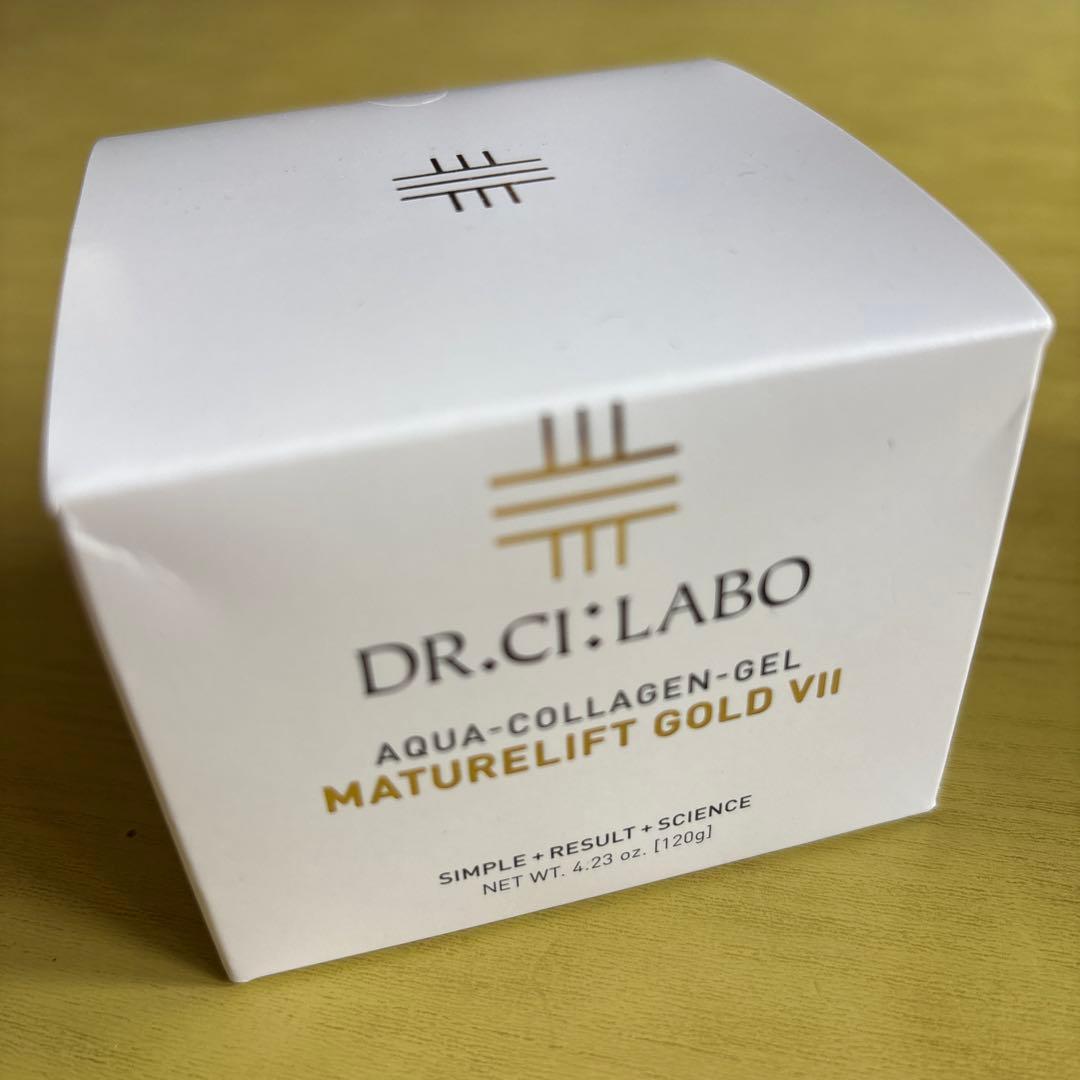 DR.CI:LABO
AQUA-COLLAGEN-GEL
MATURELIFT GOLD VII
SIMPLE + RESULT + SCIENCE
NET WT. 4.23 oz. [120g]